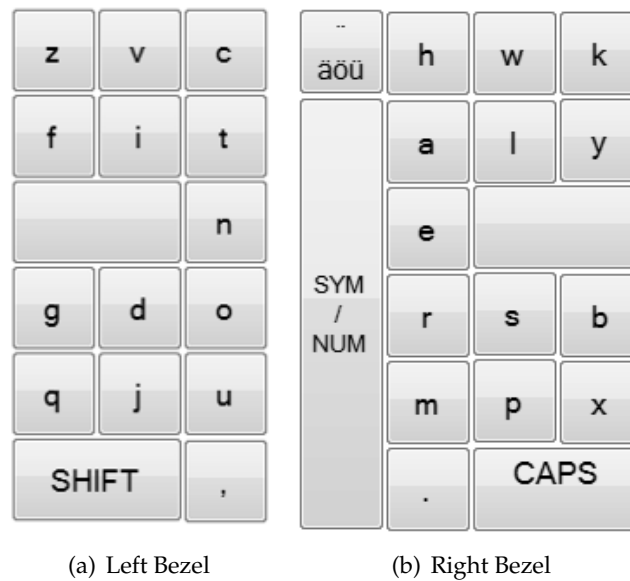 z v c
f i t
n
g d o
q j u
SHIFT ,
¨
äöü h w k
a l y
e
SYM
/
NUM
r s b
m p x
. CAPS
(a) Left Bezel
(b) Right Bezel